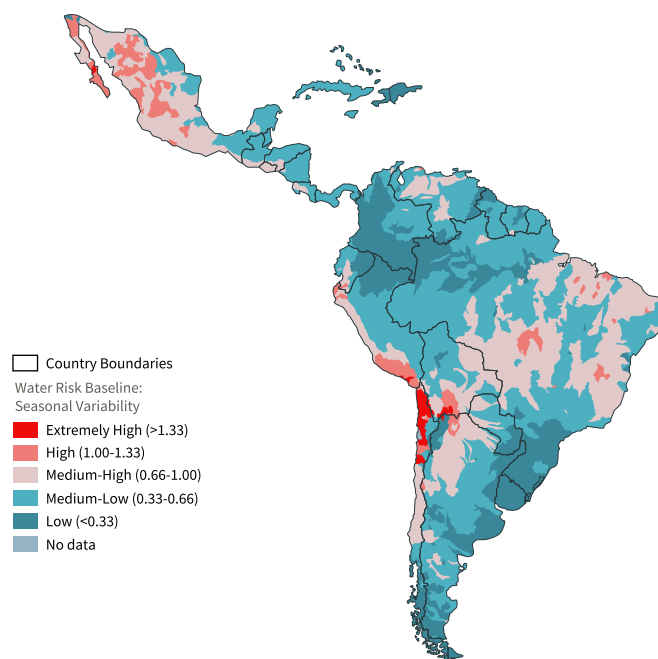 Country Boundaries
Water Risk Baseline:
Seasonal Variability
Extremely High (>1.33)
High (1.00-1.33)
Medium-High (0.66-1.00)
Medium-Low (0.33-0.66)
Low (<0.33)
No data